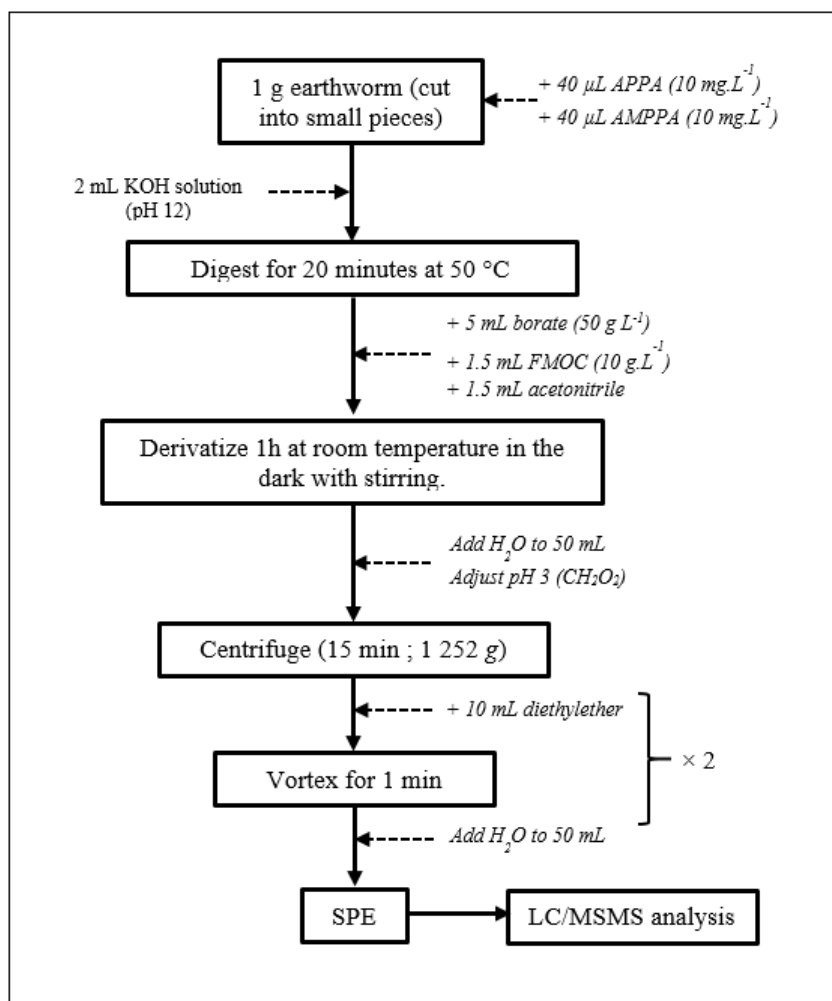 1 g earthworm (cut
into small pieces)
+ 40 µL APPA (10 mg.L⁻¹)
+ 40 µL AMPPA (10 mg.L⁻¹)
2 mL KOH solution
(pH 12)
Digest for 20 minutes at 50 °C
+ 5 mL borate (50 g L⁻¹)
+ 1.5 mL FMOC (10 g.L⁻¹)
+ 1.5 mL acetonitrile
Derivatize 1h at room temperature in the
dark with stirring.
Add H₂O to 50 mL
Adjust pH 3 (CH₂O₂)
Centrifuge (15 min ; 1 252 g)
+ 10 mL diethylether
× 2
Vortex for 1 min
Add H₂O to 50 mL
SPE
LC/MSMS analysis